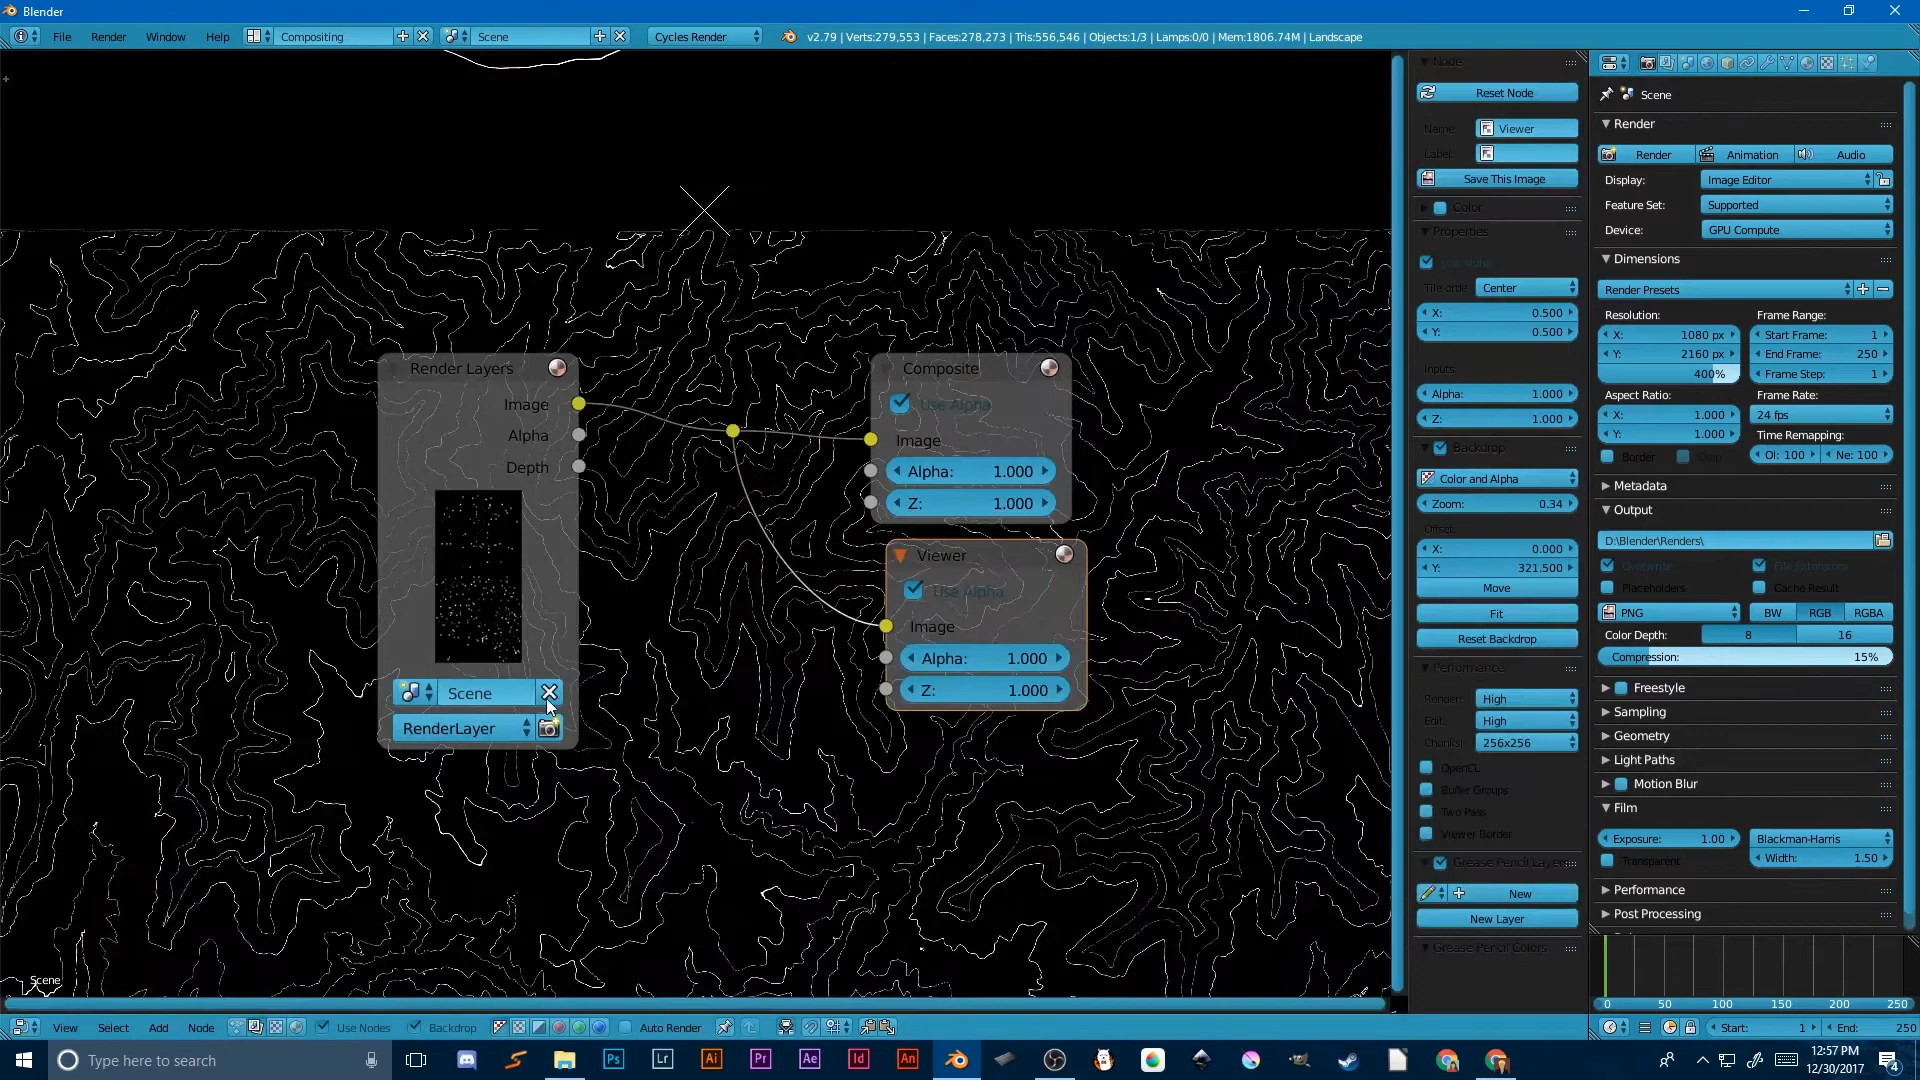 Blender
File Render Window Help Compositing Scene Cycles Render v2.79 | Verts:279,553 | Faces:278,273 | Tris:556,546 | Objects:1/3 | Lamps:0/0 | Mem:1806.74M | Landscape
Node
Reset Node
Name: Viewer
Label:
Save This Image
Color
Properties
Use Alpha
Tile orde Center
X: 0.500
Y: 0.500
Inputs:
Alpha: 1.000
Z: 1.000
Backdrop
Color and Alpha
Zoom: 0.34
Offset:
X: 0.000
Y: 321.500
Move
Fit
Reset Backdrop
Performance
Render: High
Edit: High
Chunks: 256x256
OpenCL
Buffer Groups
Two Pass
Viewer Border
Grease Pencil Layers
New
New Layer
Grease Pencil Colors
Scene
Render
Render Animation Audio
Display: Image Editor
Feature Set: Supported
Device: GPU Compute
Dimensions
Render Presets
Resolution: Frame Range:
X: 1080 px Start Frame: 1
Y: 2160 px End Frame: 250
400% Frame Step: 1
Aspect Ratio: Frame Rate:
X: 1.000 24 fps
Y: 1.000 Time Remapping:
Border Crop Ol: 100 Ne: 100
Metadata
Output
D:\Blender\Renders\
Overwrite File Extensions
Placeholders Cache Result
PNG BW RGB RGBA
Color Depth: 8 16
Compression: 15%
Freestyle
Sampling
Geometry
Light Paths
Motion Blur
Film
Exposure: 1.00 Blackman-Harris
Transparent Width: 1.50
Performance
Post Processing
0 50 100 150 200 250
Start: 1 End: 250
Render Layers
Image
Alpha
Depth
Scene
RenderLayer
Composite
Use Alpha
Image
Alpha: 1.000
Z: 1.000
Viewer
Use Alpha
Image
Alpha: 1.000
Z: 1.000
Scene
View Select Add Node Use Nodes Backdrop Auto Render
Type here to search
Ps Lr Ai Pr Ae Id An
12:57 PM
12/30/2017
4